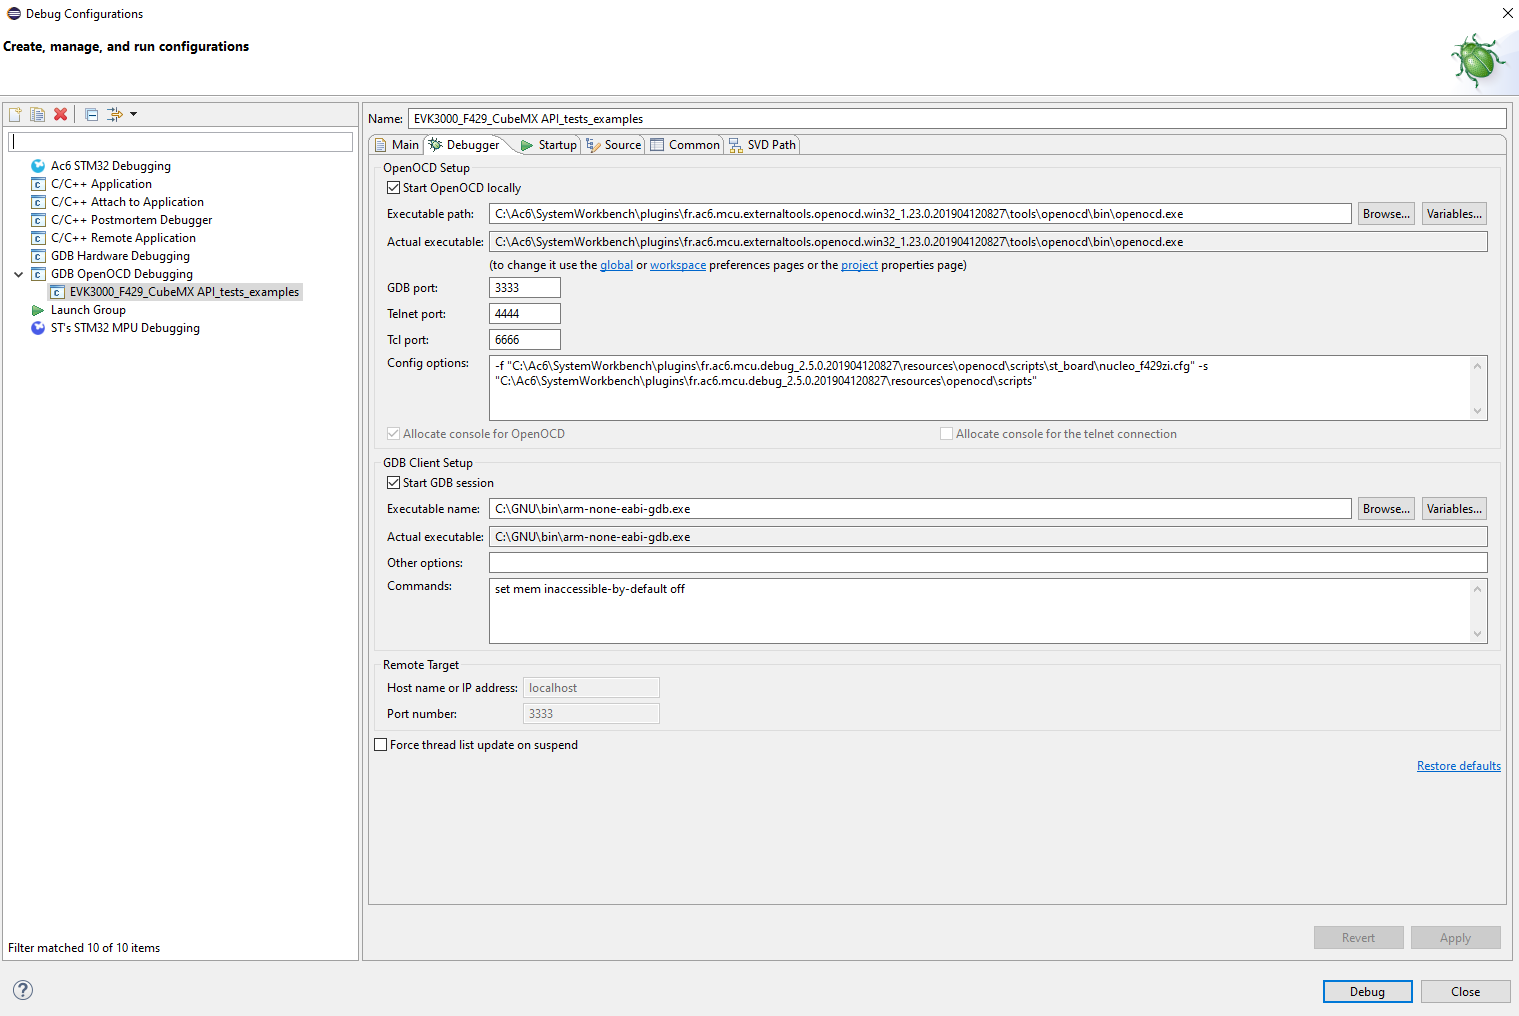 Debug Configurations
Create, manage, and run configurations
Ac6 STM32 Debugging
C/C++ Application
C/C++ Attach to Application
C/C++ Postmortem Debugger
C/C++ Remote Application
GDB Hardware Debugging
GDB OpenOCD Debugging
EVK3000_F429_CubeMX API_tests_examples
Launch Group
ST's STM32 MPU Debugging
Filter matched 10 of 10 items
Name: EVK3000_F429_CubeMX API_tests_examples
Main Debugger Startup Source Common SVD Path
OpenOCD Setup
Start OpenOCD locally
Executable path: C:\Ac6\SystemWorkbench\plugins\fr.ac6.mcu.externaltools.openocd.win32_1.23.0.201904120827\tools\openocd\bin\openocd.exe Browse... Variables...
Actual executable: C:\Ac6\SystemWorkbench\plugins\fr.ac6.mcu.externaltools.openocd.win32_1.23.0.201904120827\tools\openocd\bin\openocd.exe
(to change it use the global or workspace preferences pages or the project properties page)
GDB port: 3333
Telnet port: 4444
Tcl port: 6666
Config options: -f "C:\Ac6\SystemWorkbench\plugins\fr.ac6.mcu.debug_2.5.0.201904120827\resources\openocd\scripts\st_board\nucleo_f429zi.cfg" -s
"C:\Ac6\SystemWorkbench\plugins\fr.ac6.mcu.debug_2.5.0.201904120827\resources\openocd\scripts"
Allocate console for OpenOCD Allocate console for the telnet connection
GDB Client Setup
Start GDB session
Executable name: C:\GNU\bin\arm-none-eabi-gdb.exe Browse... Variables...
Actual executable: C:\GNU\bin\arm-none-eabi-gdb.exe
Other options:
Commands: set mem inaccessible-by-default off
Remote Target
Host name or IP address: localhost
Port number: 3333
Force thread list update on suspend
Restore defaults
Revert Apply
Debug Close